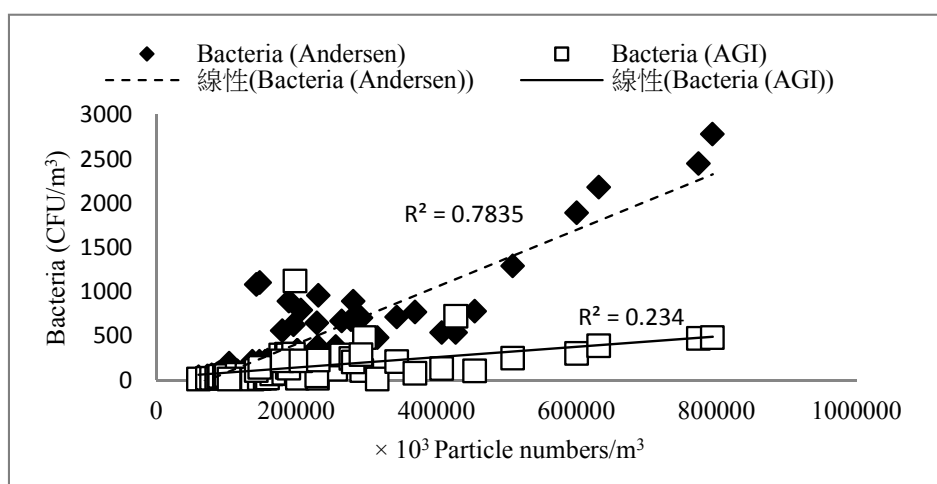 Bacteria (Andersen)
Bacteria (AGI)
線性(Bacteria (Andersen))
線性(Bacteria (AGI))
3000
2500
2000
1500
1000
500
0
Bacteria (CFU/m³)
R² = 0.7835
R² = 0.234
0
200000
400000
600000
800000
1000000
× 10³ Particle numbers/m³